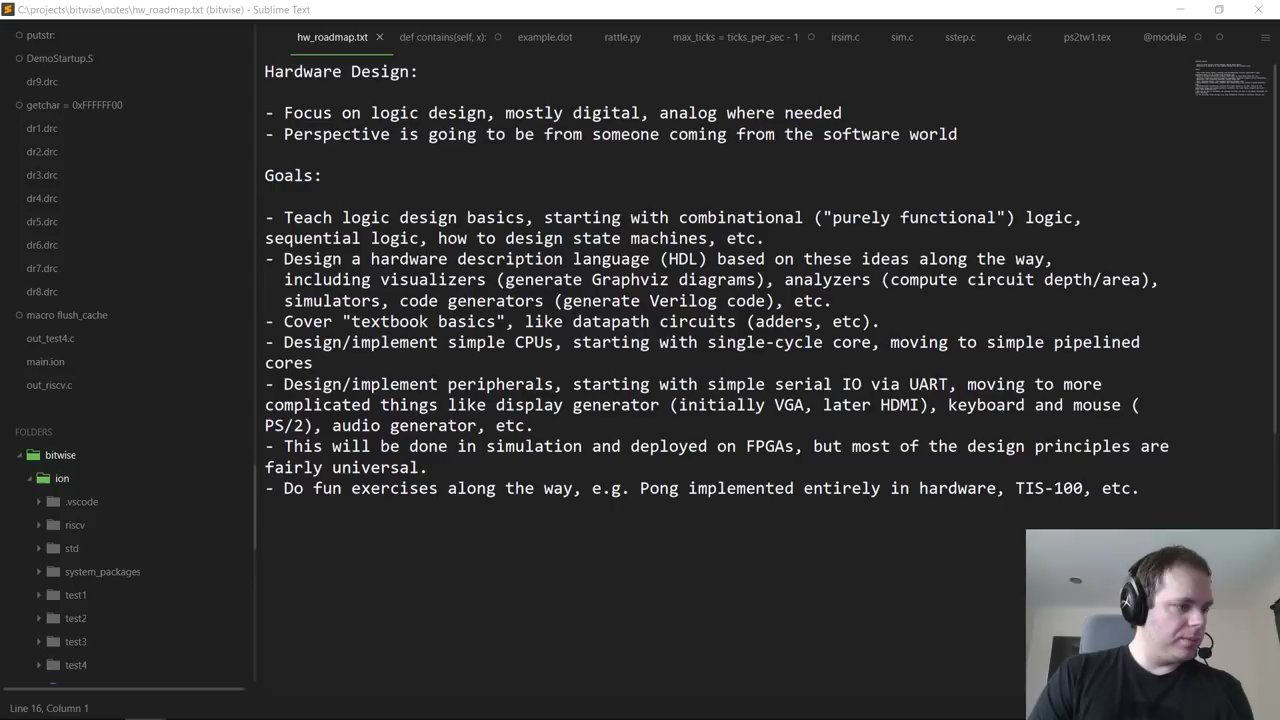 C:\projects\bitwise\notes\hw_roadmap.txt (bitwise) - Sublime Text
hw_roadmap.txt
def contains(self, x):
example.dot
rattle.py
max_ticks = ticks_per_sec - 1
irsim.c
sim.c
sstep.c
eval.c
ps2tw1.tex
@module
putstr:
DemoStartup.S
dr9.drc
getchar = 0xFFFFFF00
dr1.drc
dr2.drc
dr3.drc
dr4.drc
dr5.drc
dr6.drc
dr7.drc
dr8.drc
macro flush_cache
out_test4.c
main.ion
out_riscv.c
FOLDERS
bitwise
ion
.vscode
riscv
std
system_packages
test1
test2
test3
test4
Hardware Design:
- Focus on logic design, mostly digital, analog where needed
- Perspective is going to be from someone coming from the software world
Goals:
- Teach logic design basics, starting with combinational ("purely functional") logic,
sequential logic, how to design state machines, etc.
- Design a hardware description language (HDL) based on these ideas along the way,
including visualizers (generate Graphviz diagrams), analyzers (compute circuit depth/area),
simulators, code generators (generate Verilog code), etc.
- Cover "textbook basics", like datapath circuits (adders, etc).
- Design/implement simple CPUs, starting with single-cycle core, moving to simple pipelined
cores
- Design/implement peripherals, starting with simple serial IO via UART, moving to more
complicated things like display generator (initially VGA, later HDMI), keyboard and mouse (
PS/2), audio generator, etc.
- This will be done in simulation and deployed on FPGAs, but most of the design principles are
fairly universal.
- Do fun exercises along the way, e.g. Pong implemented entirely in hardware, TIS-100, etc.
Line 16, Column 1